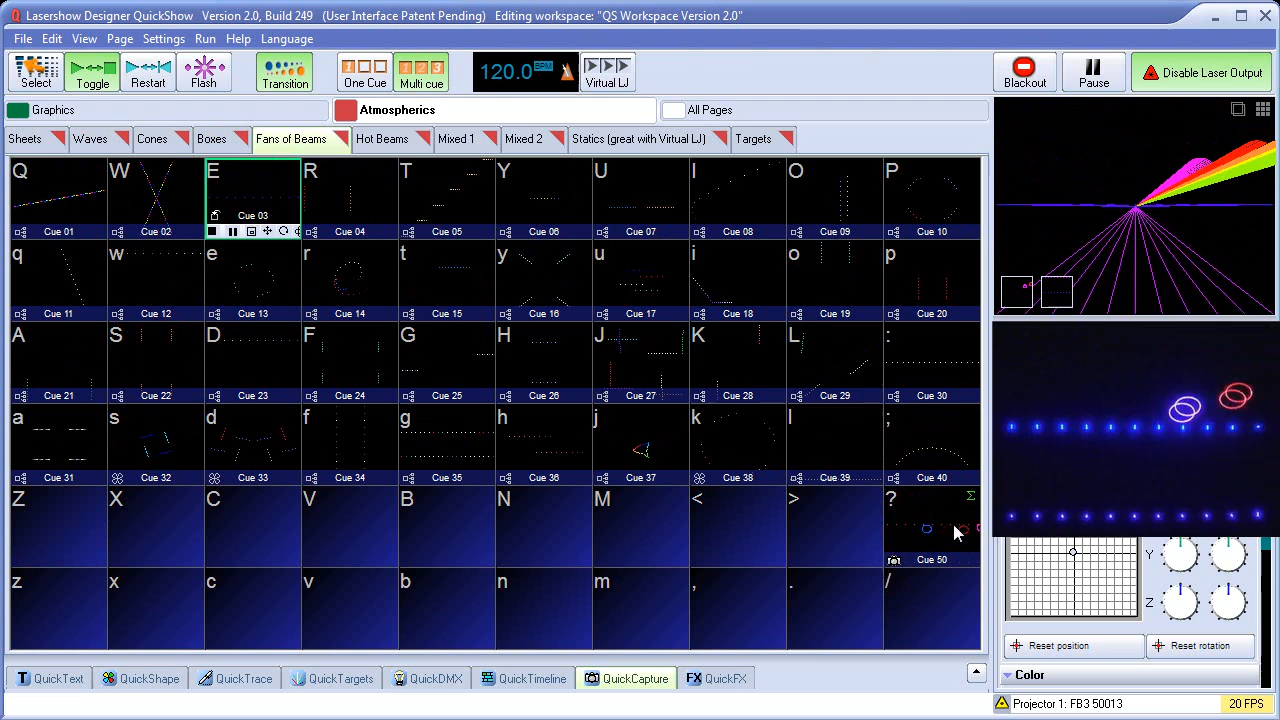 Lasershow Designer QuickShow Version 2.0, Build 249 (User Interface Patent Pending) Editing workspace: "QS Workspace Version 2.0"
File Edit View Page Settings Run Help Language
Select Toggle Restart Flash Transition One Cue Multi cue 120.0 BPM Virtual LJ Blackout Pause
Graphics Atmospherics All Pages
Sheets Waves Cones Boxes Fans of Beams Hot Beams Mixed 1 Mixed 2 Statics (great with Virtual LJ) Targets
Q W E R T Y U I O P
Cue 01 Cue 02 Cue 03 Cue 04 Cue 05 Cue 06 Cue 07 Cue 08 Cue 09 Cue 10
q w e r t y u i o p
Cue 11 Cue 12 Cue 13 Cue 14 Cue 15 Cue 16 Cue 17 Cue 18 Cue 19 Cue 20
A S D F G H J K L :
Cue 21 Cue 22 Cue 23 Cue 24 Cue 25 Cue 26 Cue 27 Cue 28 Cue 29 Cue 30
a s d f g h j k l ;
Cue 31 Cue 32 Cue 33 Cue 34 Cue 35 Cue 36 Cue 37 Cue 38 Cue 39 Cue 40
Z X C V B N M < > ? Σ
Cue 50
z x c v b n m , . /
Y
Z
Reset position Reset rotation
Color
QuickText QuickShape QuickTrace QuickTargets QuickDMX QuickTimeline QuickCapture FX QuickFX
Projector 1: FB3 50013 20 FPS